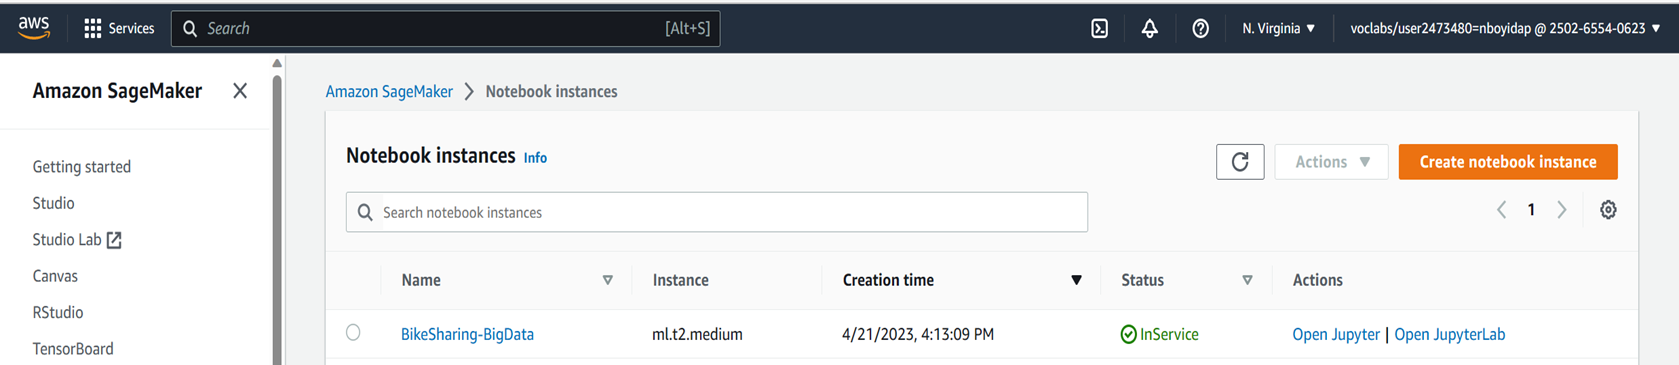 aws Services Search [Alt+S] N. Virginia voclabs/user2473480=nboyidap @ 2502-6554-0623
Amazon SageMaker
Getting started
Studio
Studio Lab
Canvas
RStudio
TensorBoard
Amazon SageMaker Notebook instances
Notebook instances Info
Actions Create notebook instance
Search notebook instances
1
Name Instance Creation time Status Actions
BikeSharing-BigData ml.t2.medium 4/21/2023, 4:13:09 PM InService Open Jupyter | Open JupyterLab